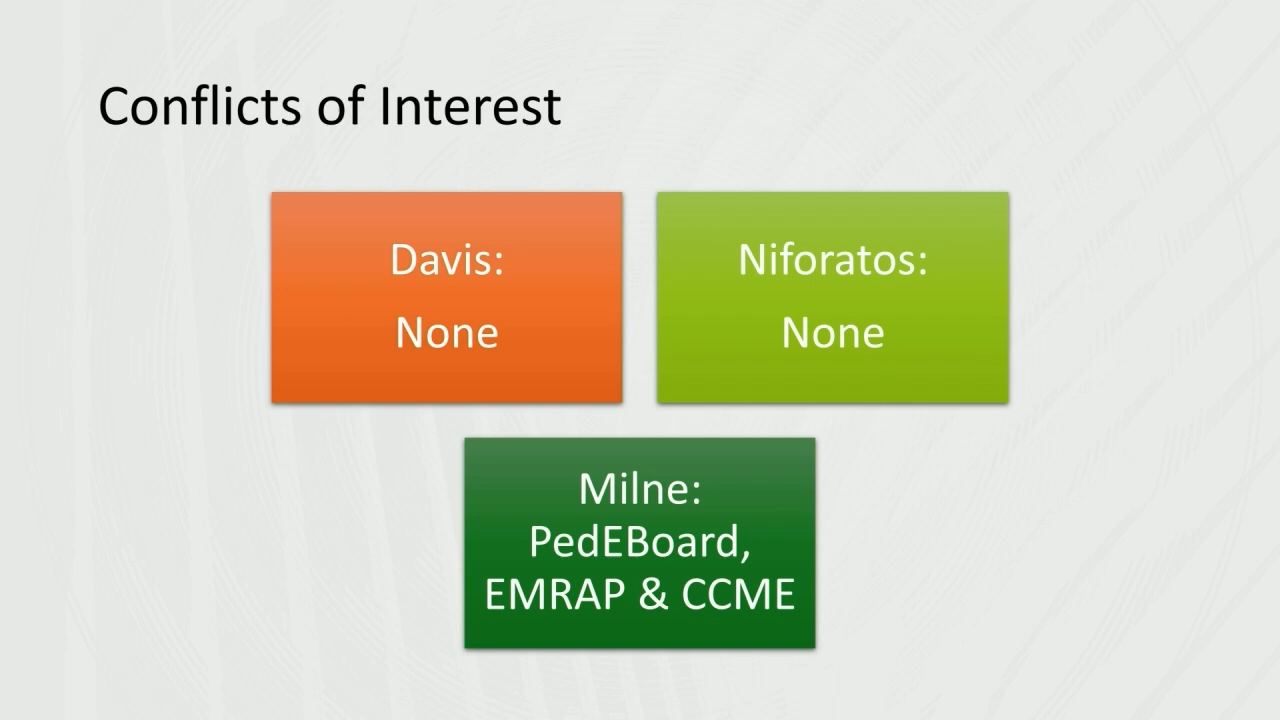 Conflicts of Interest
Davis:
None
Niforatos:
None
Milne:
PedEBoard,
EMRAP & CCME